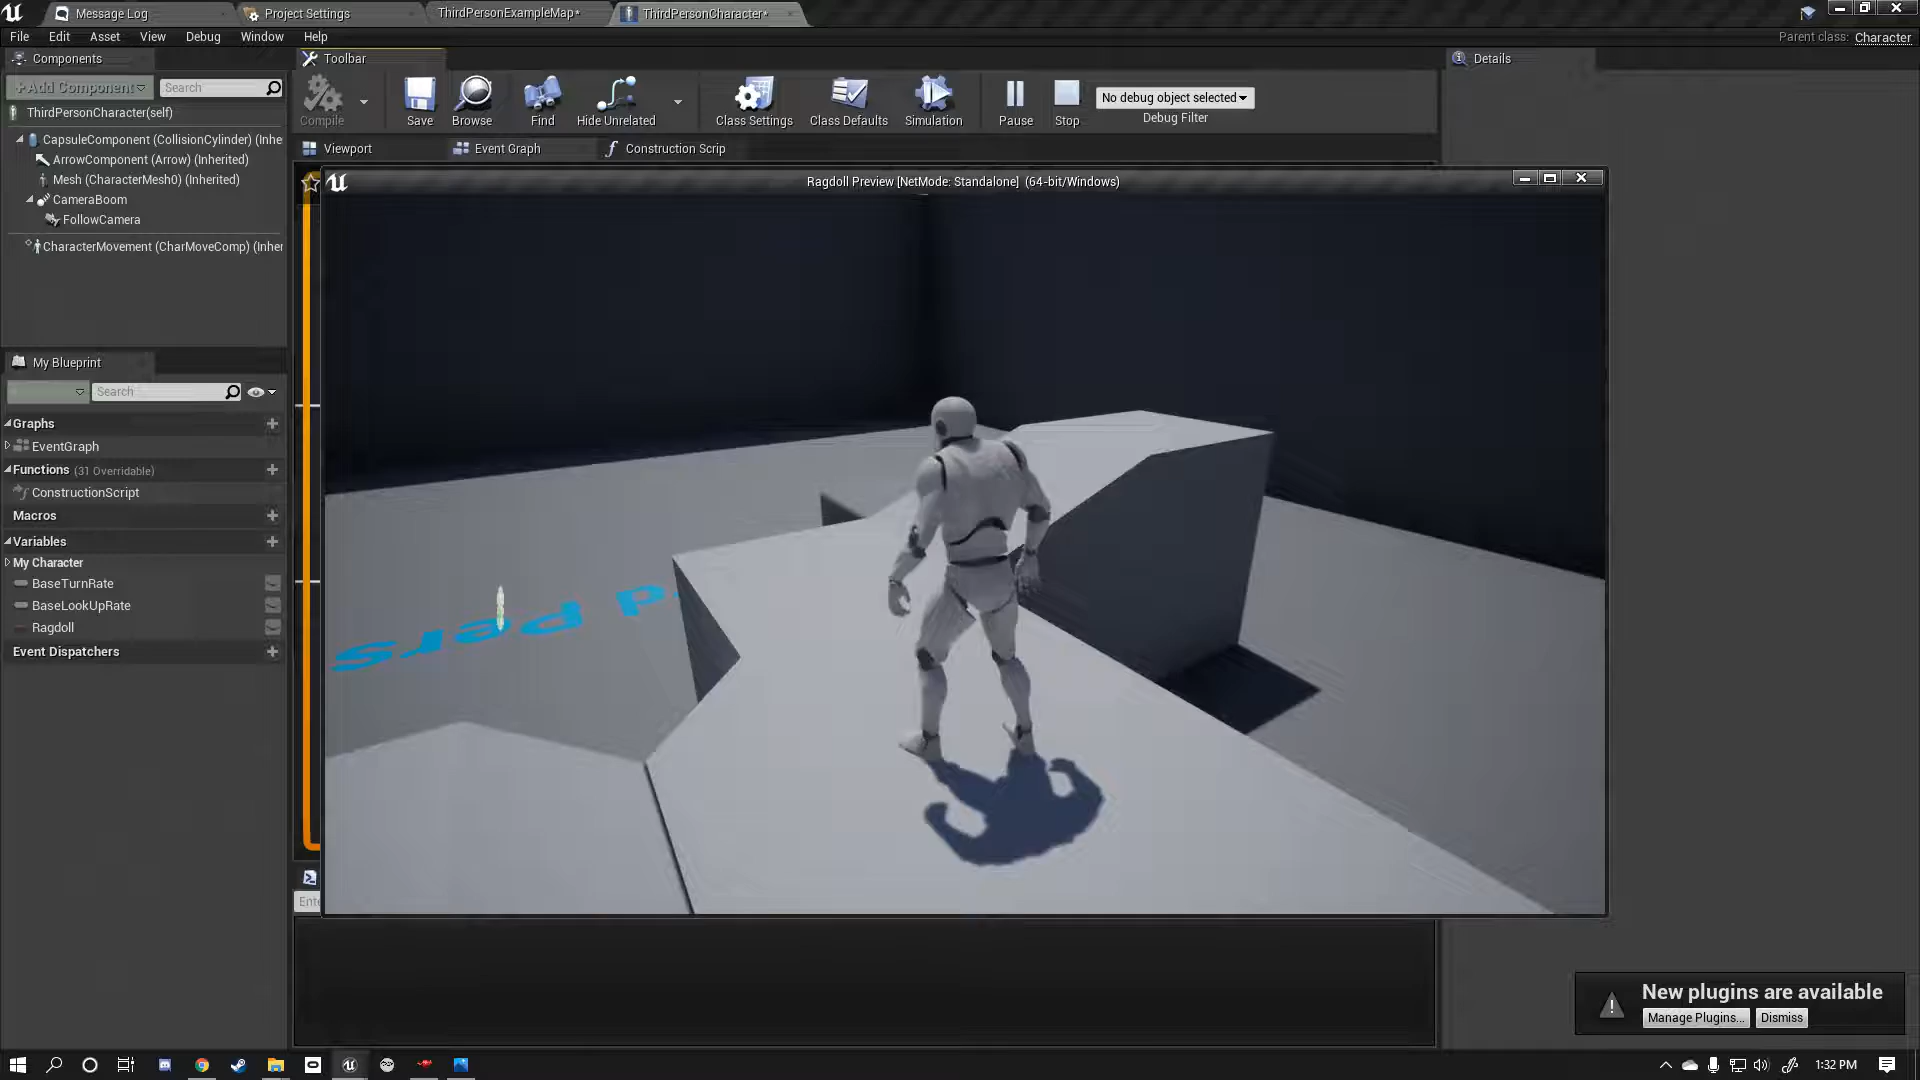 Message Log
Project Settings
ThirdPersonExampleMap*
ThirdPersonCharacter*
File Edit Asset View Debug Window Help
Parent class: Character
Components
Toolbar
Details
+Add Component
Search
ThirdPersonCharacter(self)
CapsuleComponent (CollisionCylinder) (Inhe
ArrowComponent (Arrow) (Inherited)
Mesh (CharacterMesh0) (Inherited)
CameraBoom
FollowCamera
CharacterMovement (CharMoveComp) (Inher
Compile
Save
Browse
Find
Hide Unrelated
Class Settings
Class Defaults
Simulation
Pause
Stop
No debug object selected
Debug Filter
Viewport
Event Graph
Construction Scrip
Ragdoll Preview [NetMode: Standalone] (64-bit/Windows)
My Blueprint
Search
Graphs
EventGraph
Functions (31 Overridable)
ConstructionScript
Macros
Variables
My Character
BaseTurnRate
BaseLookUpRate
Ragdoll
Event Dispatchers
d Pers
Ente
New plugins are available
Manage Plugins...
Dismiss
1:32 PM